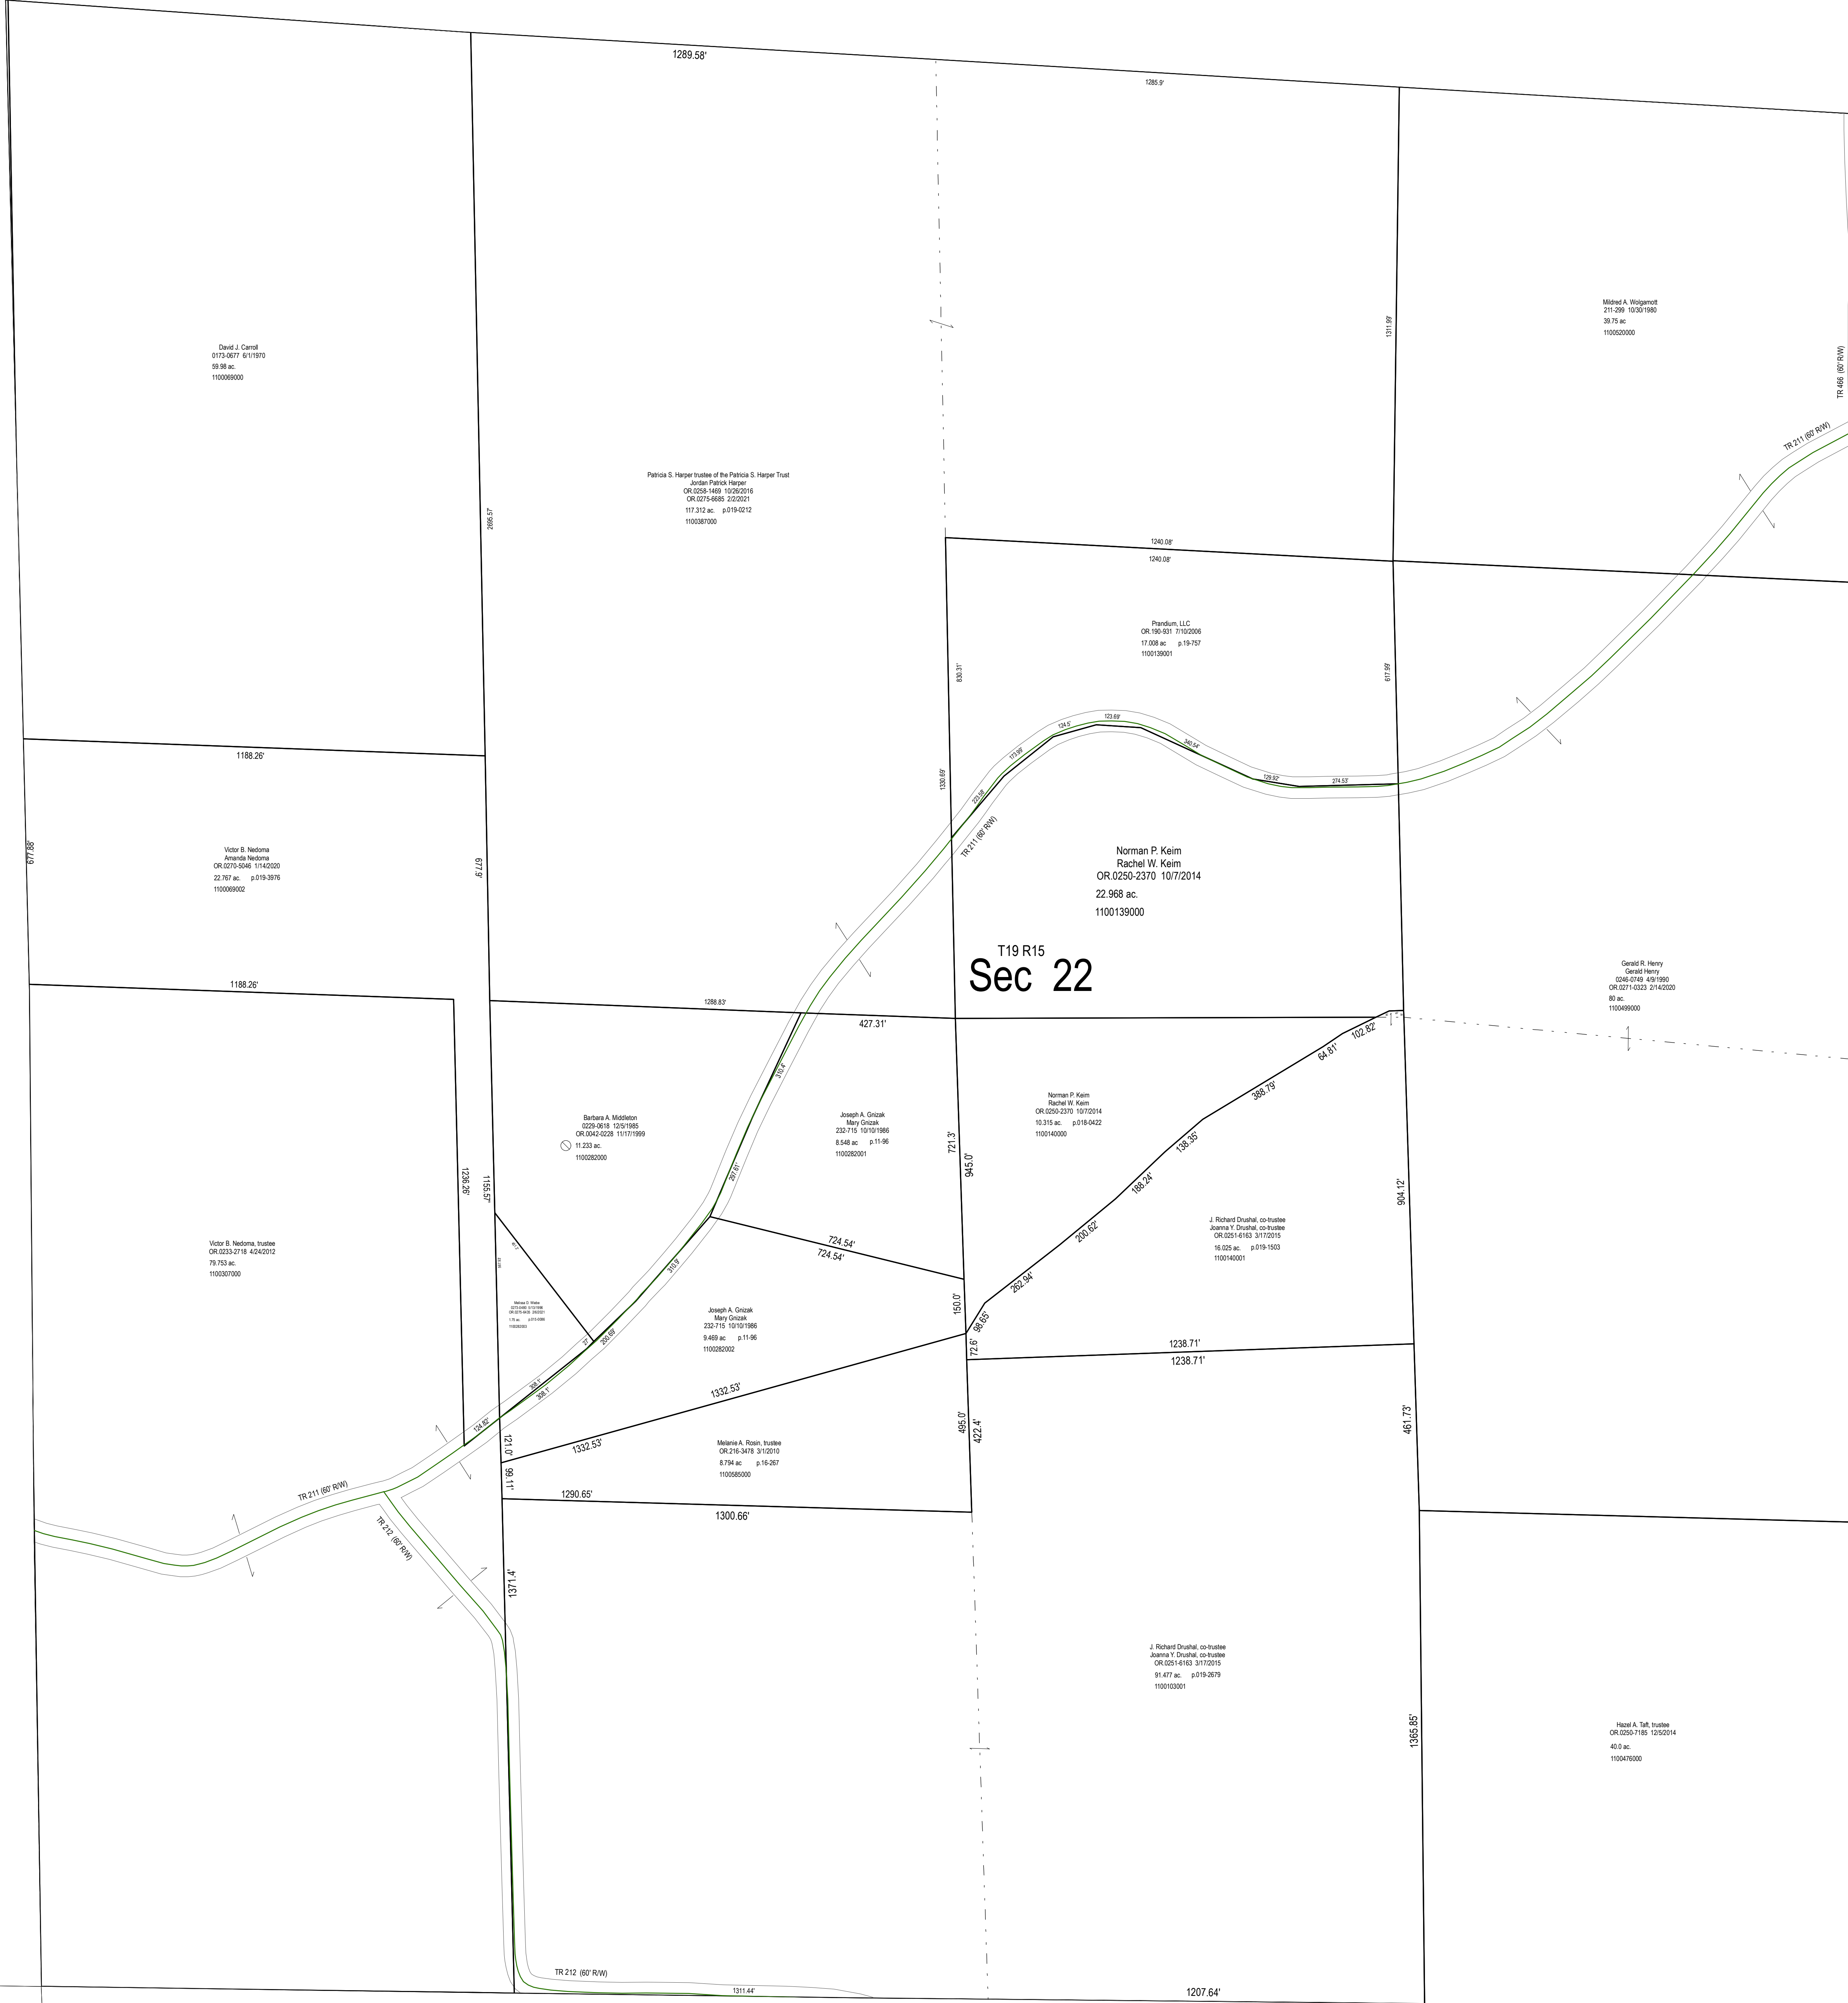 1289.58'
1285.9'
David J. Carroll
0173-0677 6/1/1970
59.98 ac.
1100069000
2695.57'
Patricia S. Harper trustee of the Patricia S. Harper Trust
Jordan Patrick Harper
OR.0258-1469 10/26/2016
OR.0275-6685 2/2/2021
117.312 ac. p.019-0212
1100387000
1311.99'
Mildred A. Wolgamott
211-299 10/30/1980
39.75 ac
1100520000
TR 466 (60' R/W)
TR 211 (60' R/W)
1240.08'
1240.08'
Prandium, LLC
OR.190-931 7/10/2006
17.008 ac p.19-757
1100139001
830.31'
617.99'
1330.69'
223.08'
173.99'
124.5'
123.69'
340.54'
129.92'
274.53'
TR 211 (60' R/W)
1188.26'
677.88'
677.9'
Victor B. Nedoma
Amanda Nedoma
OR.0270-5046 1/14/2020
22.767 ac. p.019-3976
1100069002
Norman P. Keim
Rachel W. Keim
OR.0250-2370 10/7/2014
22.968 ac.
1100139000
T19 R15
Sec 22
Gerald R. Henry
Gerald Henry
0246-0749 4/9/1990
OR.0271-0323 2/14/2020
80 ac.
1100499000
1188.26'
1288.83'
427.31'
102.82'
64.81'
388.79'
138.35'
188.24'
200.62'
262.94'
98.65'
310.4'
297.61'
Barbara A. Middleton
0229-0618 12/5/1985
OR.0042-0228 11/17/1999
11.233 ac.
1100282000
Joseph A. Gnizak
Mary Gnizak
232-715 10/10/1986
8.548 ac p.11-96
1100282001
721.3'
945.0'
Norman P. Keim
Rachel W. Keim
OR.0250-2370 10/7/2014
10.315 ac. p.018-0422
1100140000
904.12'
1236.26'
1155.57'
J. Richard Drushal, co-trustee
Joanna Y. Drushal, co-trustee
OR.0251-6163 3/17/2015
16.025 ac. p.019-1503
1100140001
Victor B. Nedoma, trustee
OR.0233-2718 4/24/2012
79.753 ac.
1100307000
724.54'
724.54'
310.9'
200.69'
37'
308.1'
308.1'
124.82'
1100282003
Joseph A. Gnizak
Mary Gnizak
232-715 10/10/1986
9.469 ac p.11-96
1100282002
150.0'
72.6'
1238.71'
1238.71'
1332.53'
1332.53'
121.0'
99.11'
495.0'
422.4'
461.73'
Melanie A. Rosin, trustee
OR.216-3478 3/1/2010
8.794 ac p.16-267
1100585000
1290.65'
1300.66'
TR 211 (60' R/W)
TR 212 (60' R/W)
1371.4'
J. Richard Drushal, co-trustee
Joanna Y. Drushal, co-trustee
OR.0251-6163 3/17/2015
91.477 ac. p.019-2679
1100103001
1365.85'
Hazel A. Taft, trustee
OR.0250-7185 12/5/2014
40.0 ac.
1100476000
TR 212 (60' R/W)
1311.44'
1207.64'